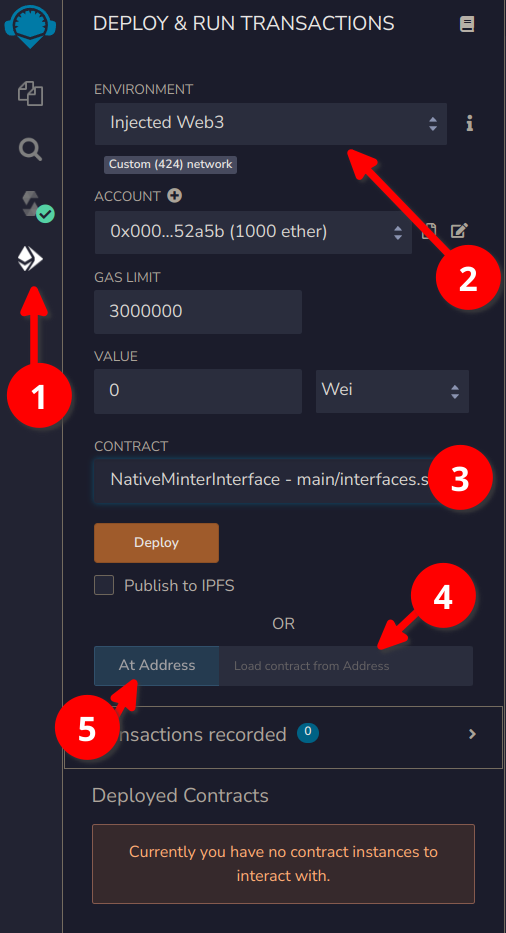 DEPLOY & RUN TRANSACTIONS
ENVIRONMENT
Injected Web3
Custom (424) network
ACCOUNT
0x000...52a5b (1000 ether)
2
GAS LIMIT
3000000
1
VALUE
0
Wei
CONTRACT
NativeMinterInterface - main/interfaces.s
3
Deploy
Publish to IPFS
4
OR
At Address
Load contract from Address
5
nsactions recorded
0
Deployed Contracts
Currently you have no contract instances to
interact with.